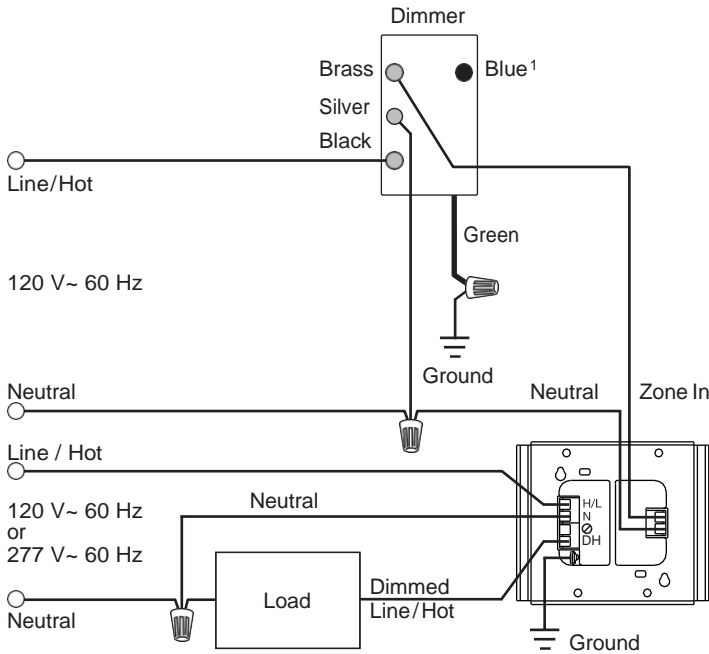 Dimmer
Brass
Blue¹
Silver
Black
Line/Hot
Green
120 V~ 60 Hz
Ground
Neutral
Neutral
Zone In
Line / Hot
Neutral
120 V~ 60 Hz
or
277 V~ 60 Hz
H/L
N
DH
Load
Dimmed
Line/Hot
Neutral
Ground